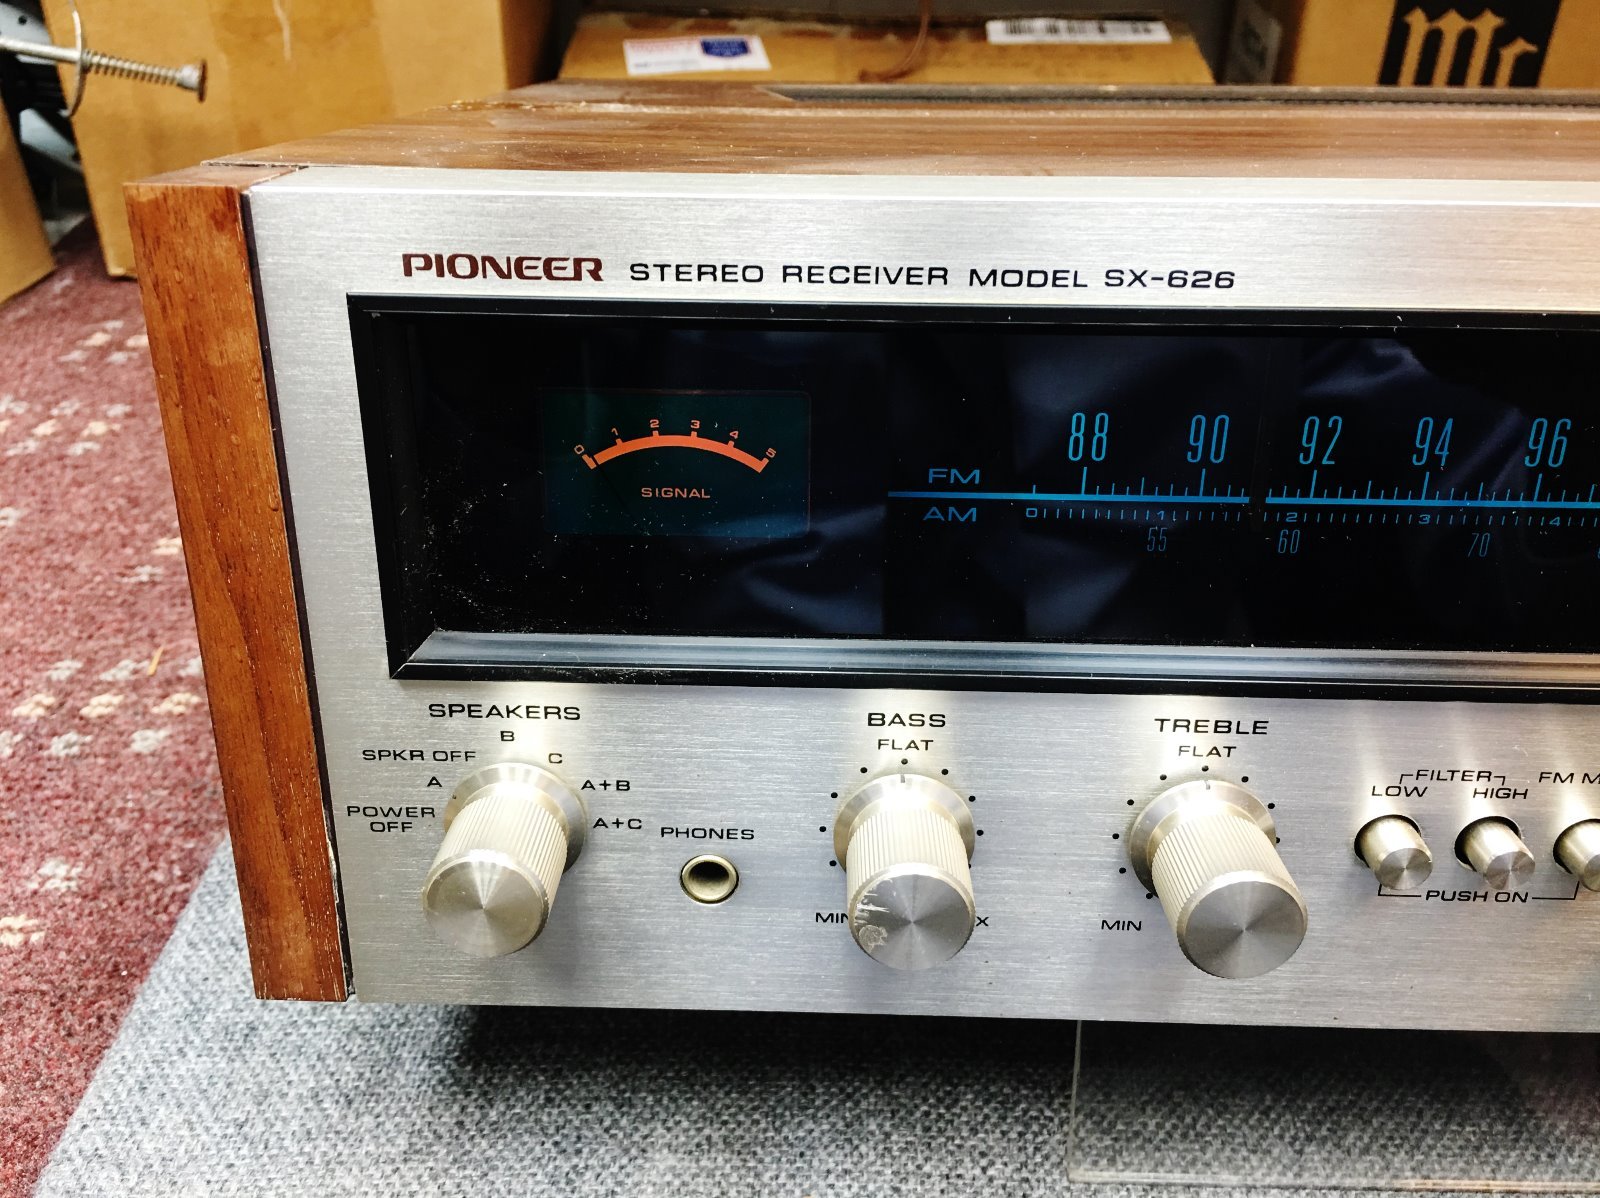 Mc
PIONEER STEREO RECEIVER MODEL SX-626
0 1 2 3 4 5
SIGNAL
88 90 92 94 96
FM
AM
0 1 2 3 4
55 60 70
SPEAKERS
B
SPKR OFF C
A A+B
POWER OFF A+C
PHONES
BASS
FLAT
MIN
TREBLE
FLAT
MIN
FILTER
LOW HIGH
FM
PUSH ON